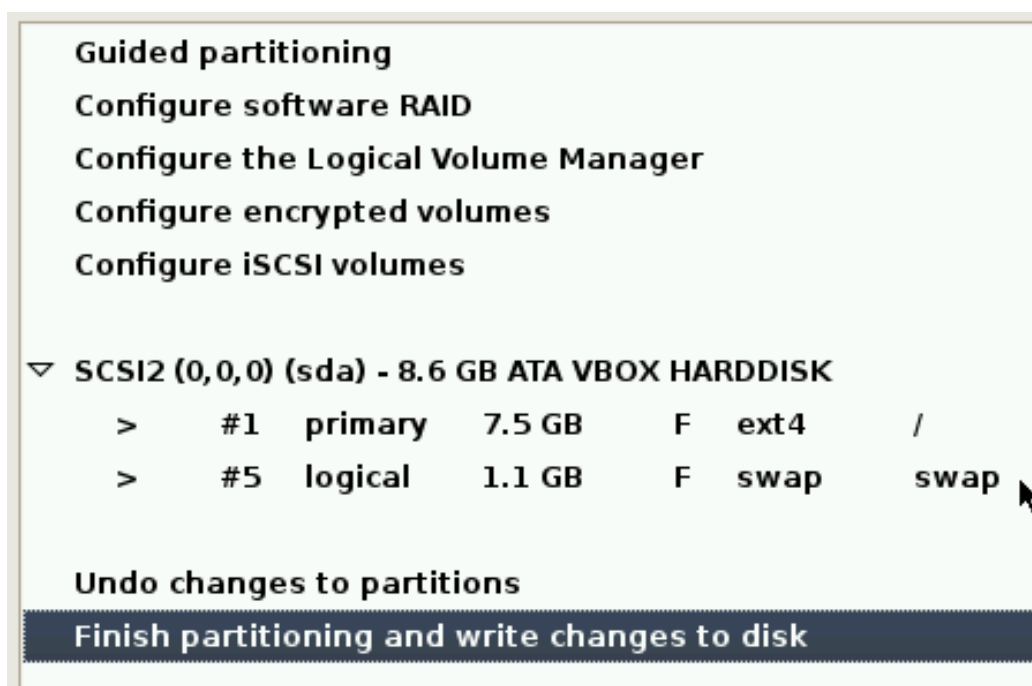 Guided partitioning
Configure software RAID
Configure the Logical Volume Manager
Configure encrypted volumes
Configure iSCSI volumes
SCSI2 (0,0,0) (sda) - 8.6 GB ATA VBOX HARDDISK
> #1 primary 7.5 GB F ext4 /
> #5 logical 1.1 GB F swap swap
Undo changes to partitions
Finish partitioning and write changes to disk